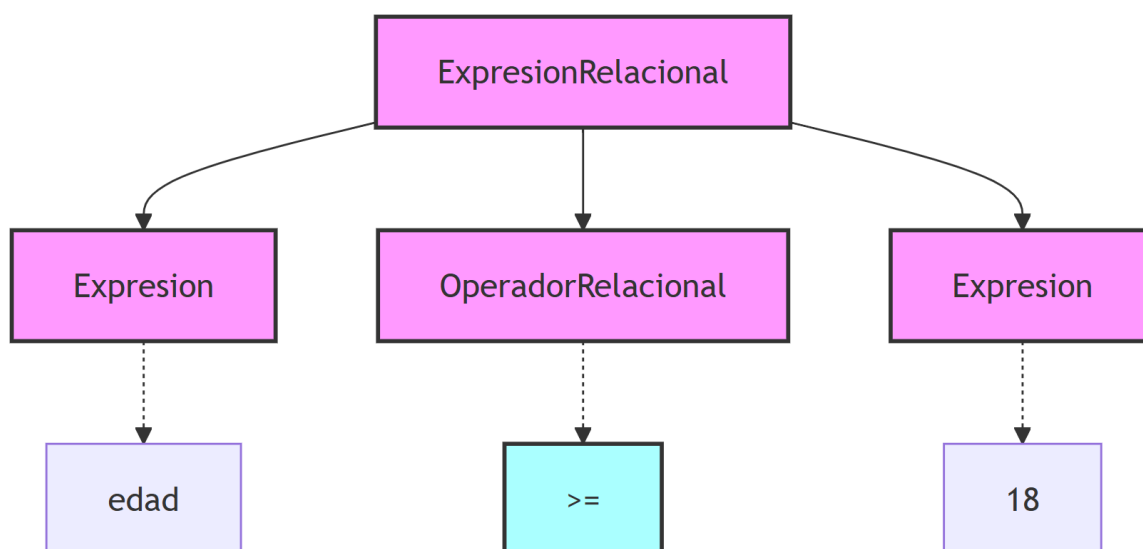 ExpresionRelacional
Expresion
OperadorRelacional
Expresion
edad
>=
18